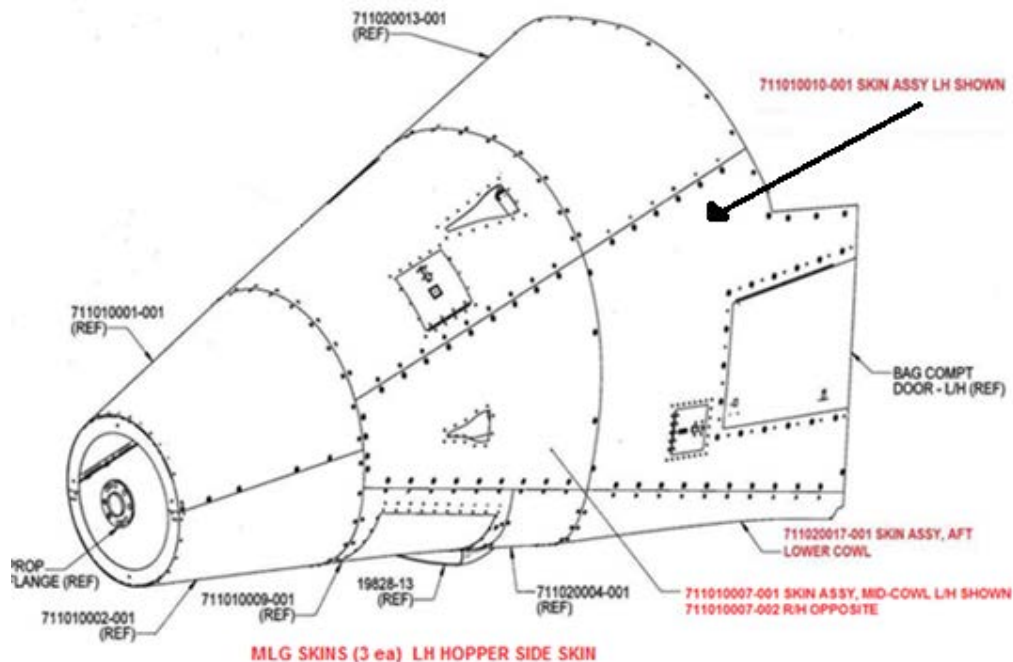 711020013-001
(REF)
711010010-001 SKIN ASSY LH SHOWN
711010001-001
(REF)
BAG COMPT
DOOR - L/H (REF)
711020017-001 SKIN ASSY, AFT
LOWER COWL
PROP
FLANGE (REF)
711010002-001
(REF)
711010009-001
(REF)
19828-13
(REF)
711020004-001
(REF)
711010007-001 SKIN ASSY, MID-COWL L/H SHOWN
711010007-002 R/H OPPOSITE
MLG SKINS (3 ea) LH HOPPER SIDE SKIN